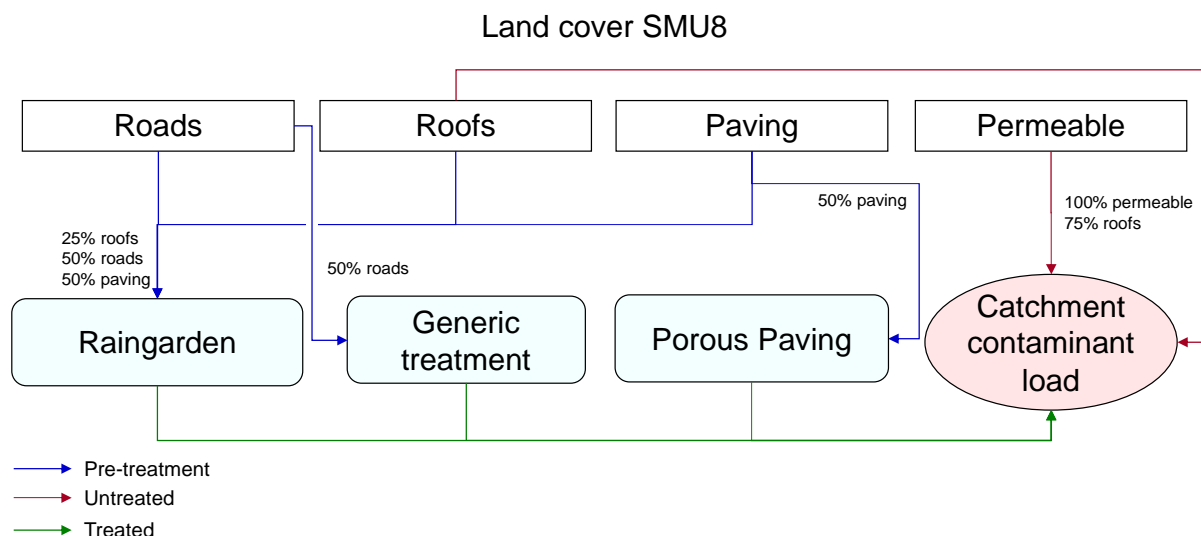 Land cover SMU8
Roads
Roofs
Paving
Permeable
50% paving
100% permeable
75% roofs
25% roofs
50% roads
50% paving
50% roads
Raingarden
Generic
treatment
Porous Paving
Catchment
contaminant
load
Pre-treatment
Untreated
Treated